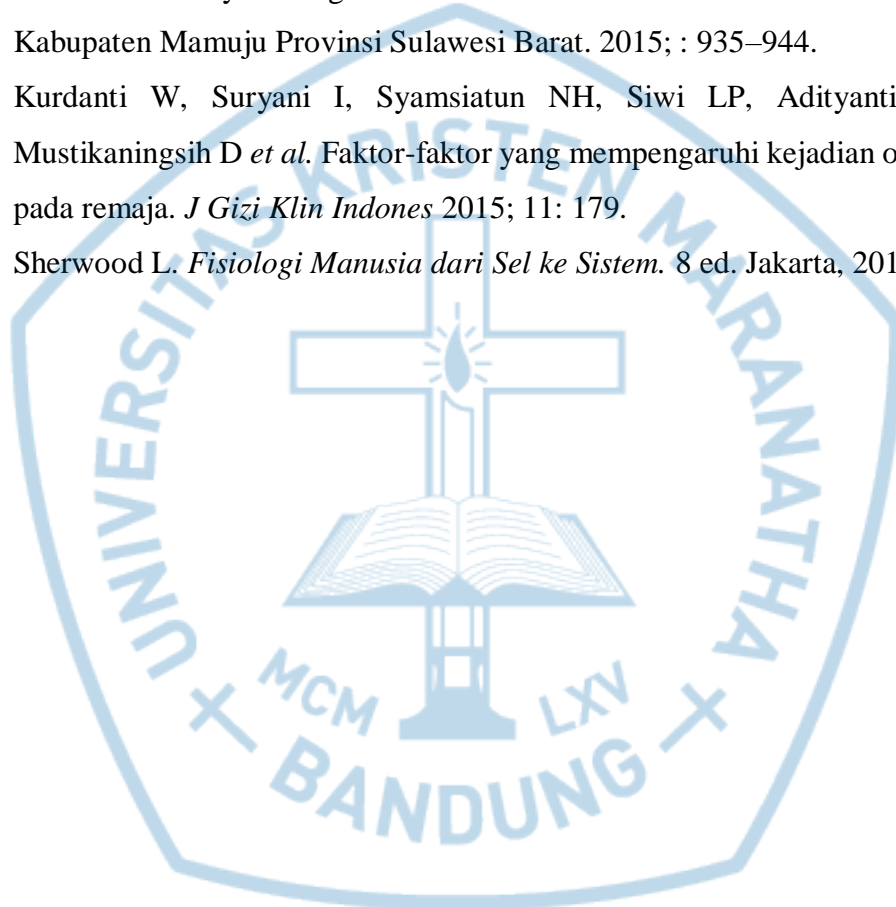 Kabupaten Mamuju Provinsi Sulawesi Barat. 2015; : 935–944.
Kurdanti W, Suryani I, Syamsiatun NH, Siwi LP, Adityanti
Mustikaningsih D et al. Faktor-faktor yang mempengaruhi kejadian
pada remaja. J Gizi Klin Indones 2015; 11: 179.
Sherwood L. Fisiologi Manusia dari Sel ke Sistem. 8 ed. Jakarta,
UNIVERSITAS KRISTEN MARANATHA
MCM LXV
BANDUNG